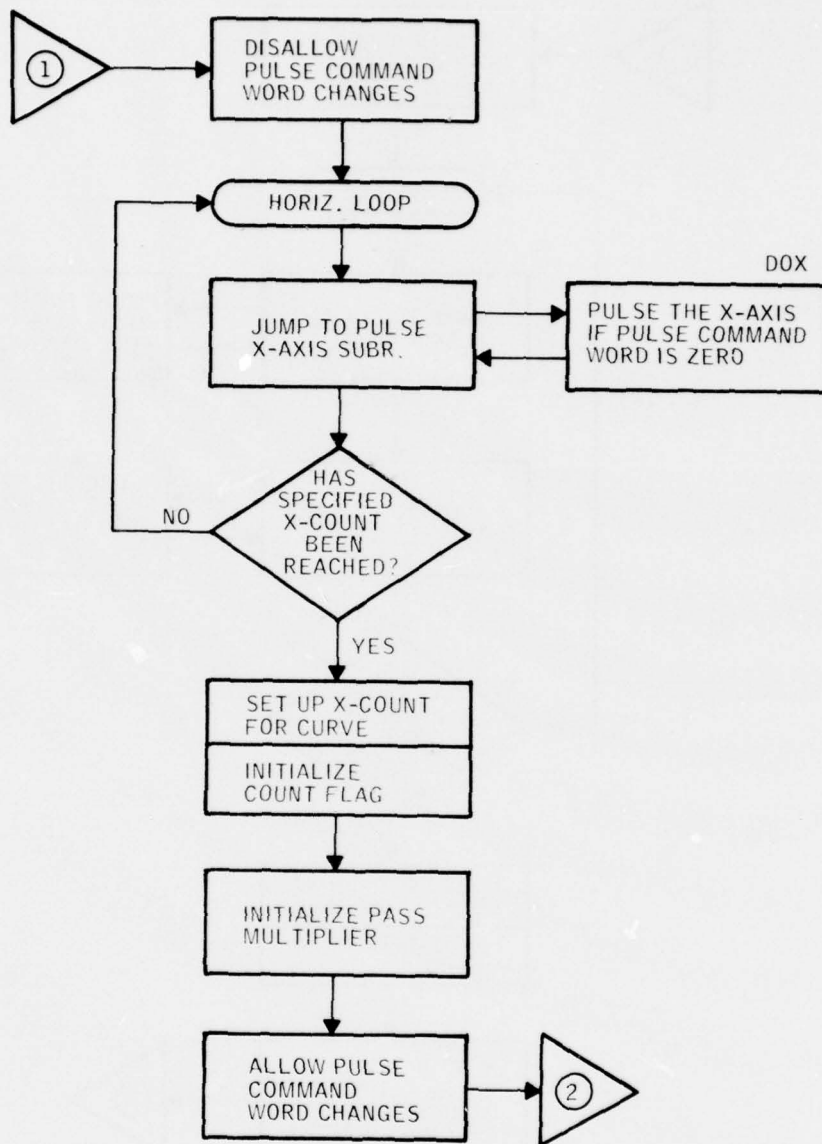 1
DISALLOW
PULSE COMMAND
WORD CHANGES
HORIZ. LOOP
JUMP TO PULSE
X-AXIS SUBR.
DOX
PULSE THE X-AXIS
IF PULSE COMMAND
WORD IS ZERO
HAS
SPECIFIED
X-COUNT
BEEN
REACHED?
NO
YES
SET UP X-COUNT
FOR CURVE
INITIALIZE
COUNT FLAG
INITIALIZE PASS
MULTIPLIER
ALLOW PULSE
COMMAND
WORD CHANGES
2